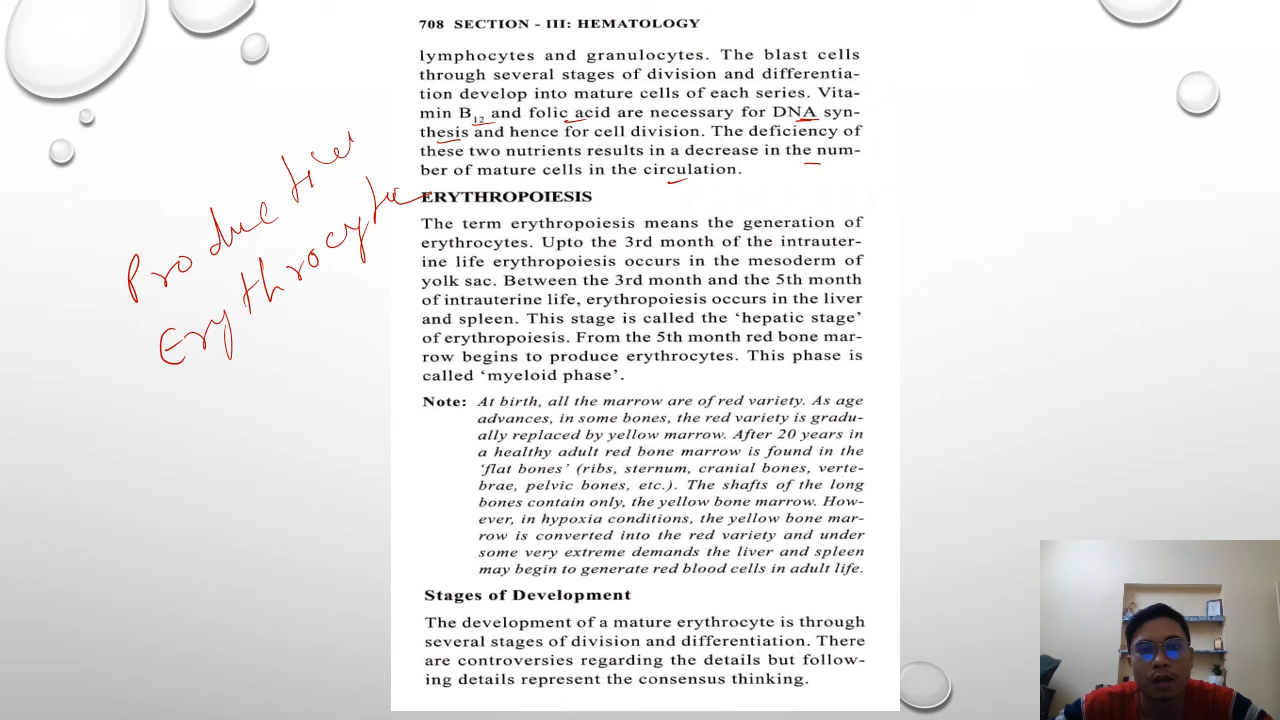 708 SECTION - III: HEMATOLOGY
lymphocytes and granulocytes. The blast cells
through several stages of division and differentia-
tion develop into mature cells of each series. Vita-
min B12 and folic acid are necessary for DNA syn-
thesis and hence for cell division. The deficiency of
these two nutrients results in a decrease in the num-
ber of mature cells in the circulation.
ERYTHROPOIESIS
The term erythropoiesis means the generation of
erythrocytes. Upto the 3rd month of the intrauter-
ine life erythropoiesis occurs in the mesoderm of
yolk sac. Between the 3rd month and the 5th month
of intrauterine life, erythropoiesis occurs in the liver
and spleen. This stage is called the ‘hepatic stage’
of erythropoiesis. From the 5th month red bone mar-
row begins to produce erythrocytes. This phase is
called ‘myeloid phase’.
Note: At birth, all the marrow are of red variety. As age
advances, in some bones, the red variety is gradu-
ally replaced by yellow marrow. After 20 years in
a healthy adult red bone marrow is found in the
‘flat bones’ (ribs, sternum, cranial bones, verte-
brae, pelvic bones, etc.). The shafts of the long
bones contain only, the yellow bone marrow. How-
ever, in hypoxia conditions, the yellow bone mar-
row is converted into the red variety and under
some very extreme demands the liver and spleen
may begin to generate red blood cells in adult life.
Stages of Development
The development of a mature erythrocyte is through
several stages of division and differentiation. There
are controversies regarding the details but follow-
ing details represent the consensus thinking.
Production
Erythrocyte